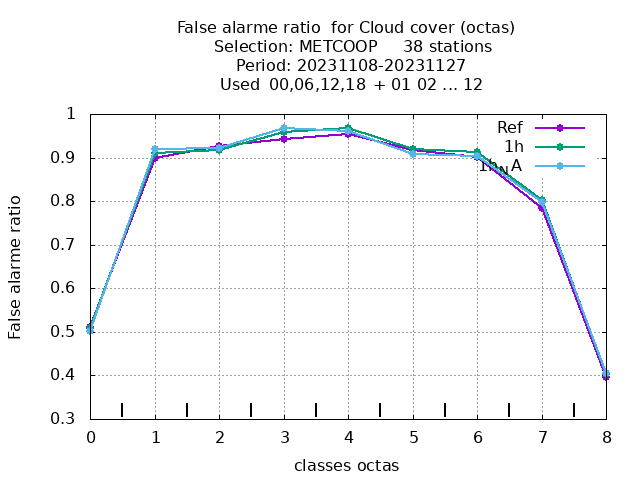 False alarme ratio  for Cloud cover (octas)
Selection: METCOOP     38 stations
Period: 20231108-20231127
Used  00,06,12,18  + 01 02 ... 12
Ref
1h
1h_NA
1
0.9
0.8
0.7
0.6
0.5
0.4
0.3
False alarme ratio
0 1 2 3 4 5 6 7 8
classes octas